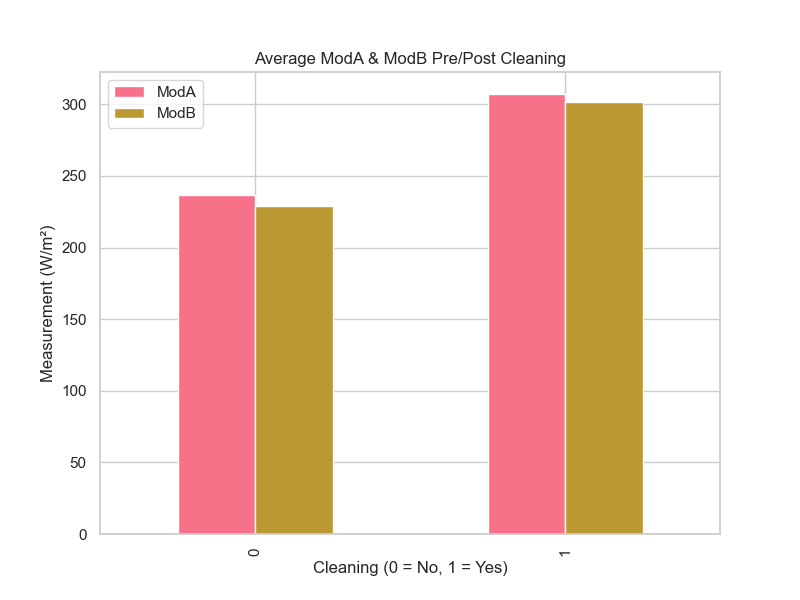 Average ModA & ModB Pre/Post Cleaning
ModA
ModB
Measurement (W/m²)
300
250
200
150
100
50
0
0
1
Cleaning (0 = No, 1 = Yes)